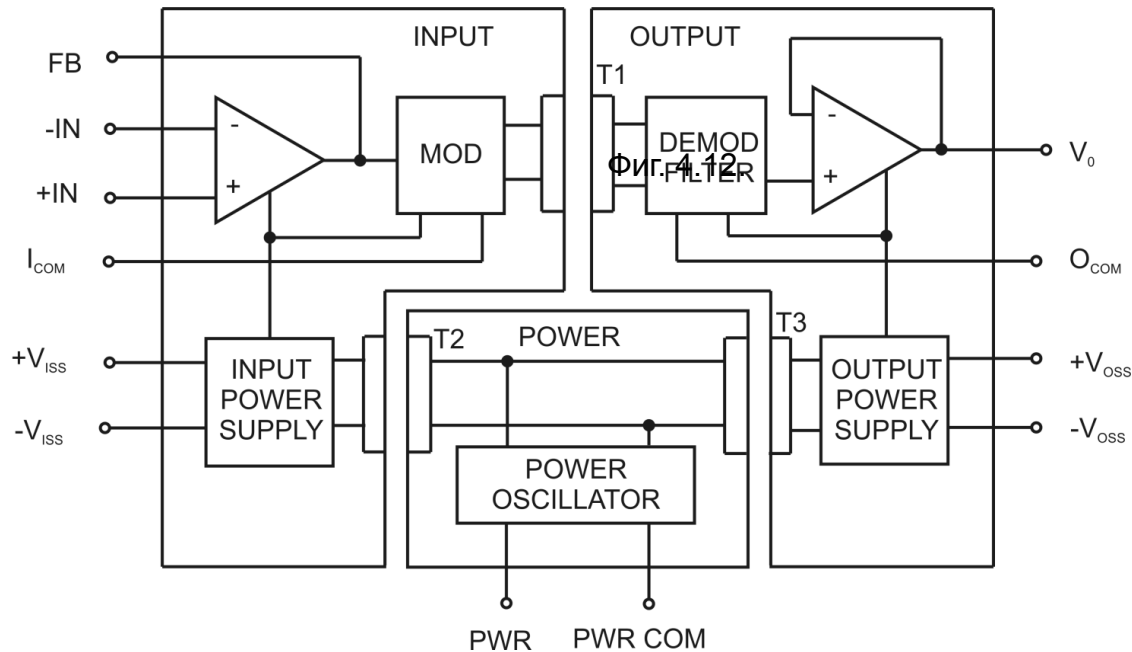 INPUT
OUTPUT
FB
T1
-IN
-
MOD
DEMOD
FILTER
Фиг. 4.12.
-
V0
+IN
+
+
ICOM
OCOM
+VISS
INPUT
POWER
SUPPLY
T2
POWER
T3
OUTPUT
POWER
SUPPLY
+VOSS
-VISS
-VOSS
POWER
OSCILLATOR
PWR
PWR COM